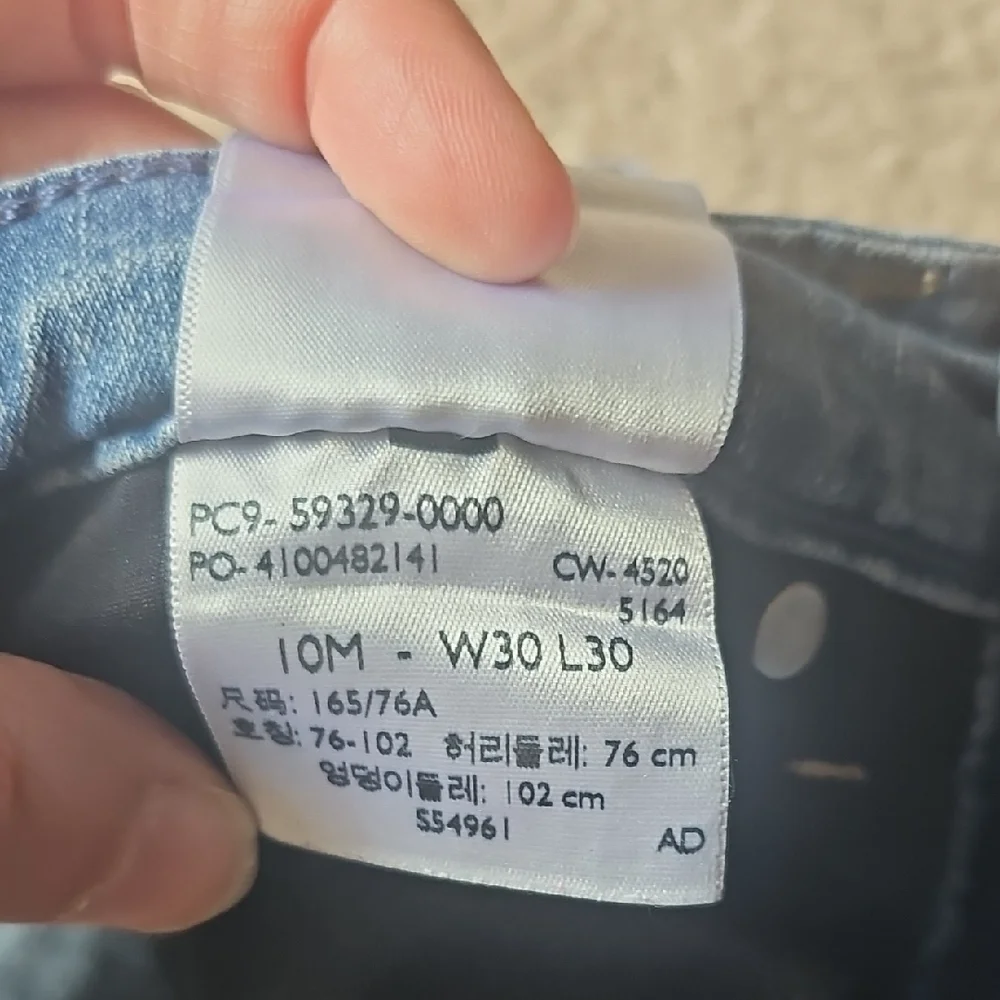 PC9- 59329-0000
PO- 4100482141 CW- 4520
5164
10M - W30 L30
尺码: 165/76A
호칭: 76-102 허리둘레: 76 cm
엉덩이둘레: 102 cm
554961 AD